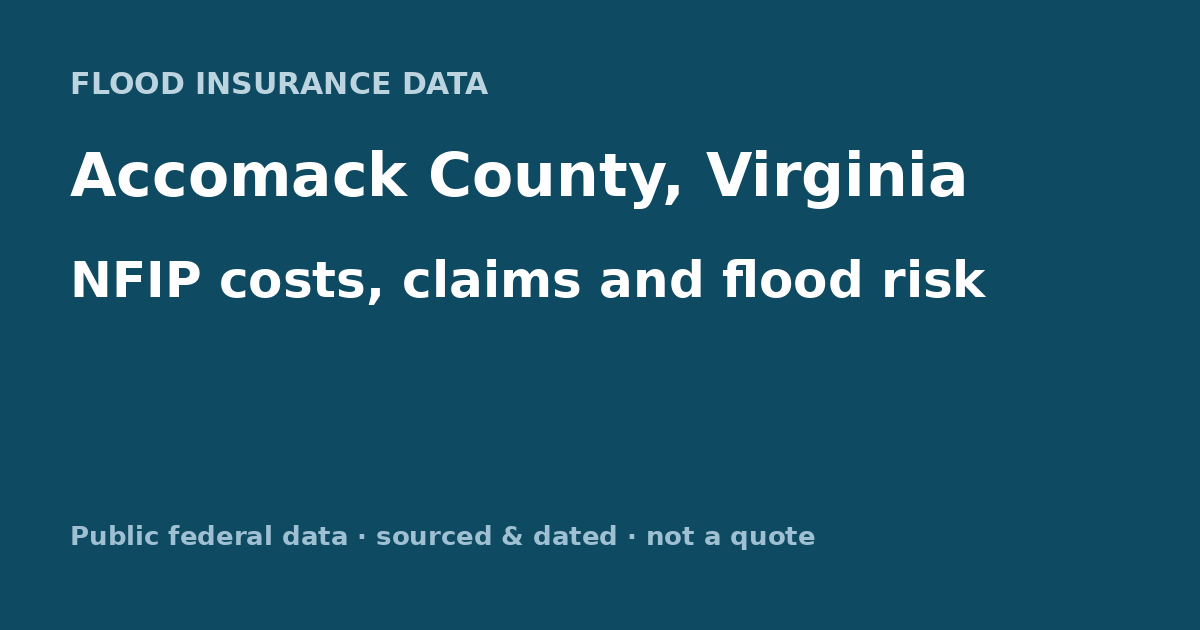 FLOOD INSURANCE DATA
Accomack County, Virginia
NFIP costs, claims and flood risk
Public federal data · sourced & dated · not a quote